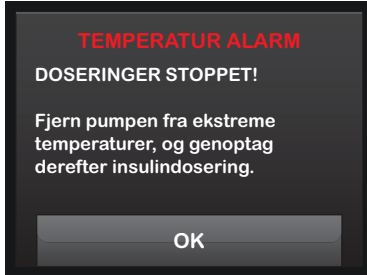 TEMPERATUR ALARM
DOSERINGER STOPPET!
Fjern pumpen fra ekstreme
temperaturer, og genoptag
derefter insulindosering.
OK